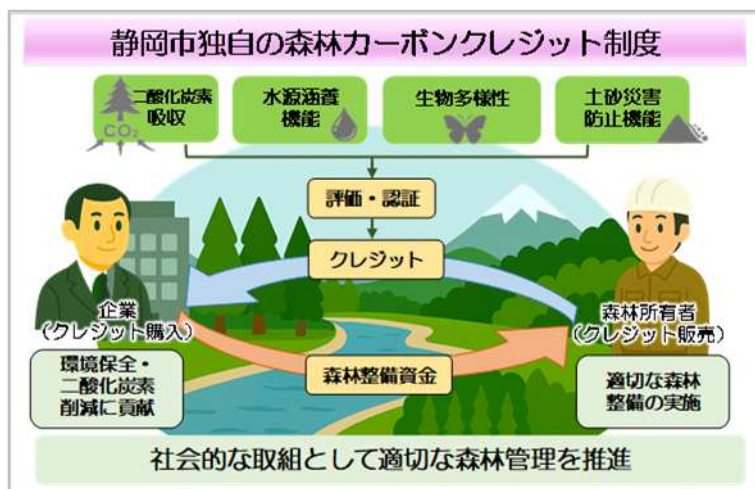 静岡市独自の森林カーボンクレジット制度
二酸化炭素
吸収
CO₂
水源涵養
機能
生物多様性
土砂災害
防止機能
評価・認証
クレジット
企業
（クレジット購入）
森林所有者
（クレジット販売）
環境保全・
二酸化炭素
削減に貢献
森林整備資金
適切な森林
整備の実施
社会的な取組として適切な森林管理を推進